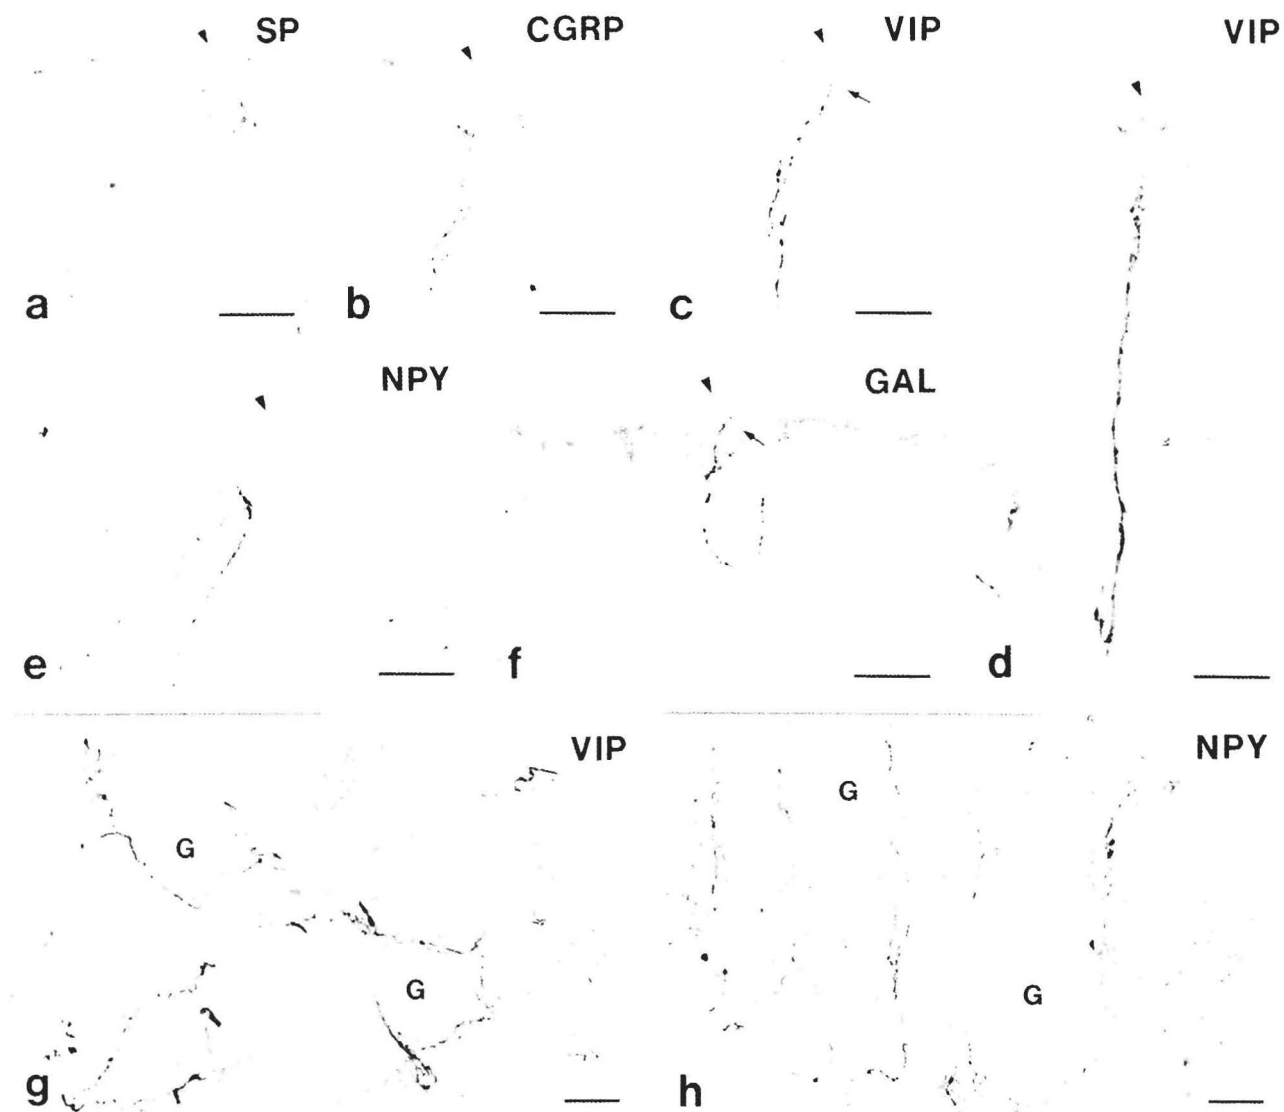 SP CGRP VIP VIP
a b c
NPY GAL
e f d
VIP NPY
G G
G G
g h